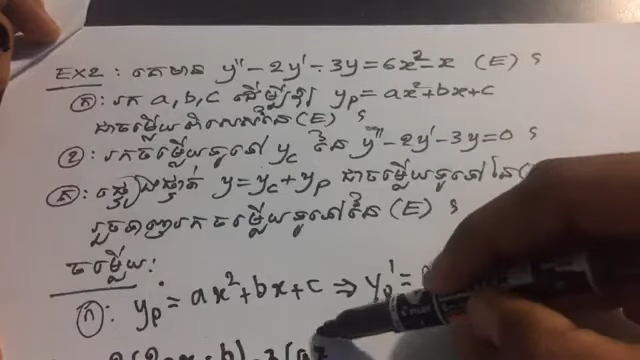 EX2 : គេមាន y'' - 2y' - 3y = 6x² - x (E) ។
ក : រក a, b, c ដើម្បីឱ្យ yp = ax² + bx + c
ជាចម្លើយពិសេសនៃ (E) ។
ខ : រកចម្លើយទូទៅ yc នៃ y'' - 2y' - 3y = 0 ។
គ : ផ្ទៀងផ្ទាត់ y = yc + yp ជាចម្លើយទូទៅនៃ
រួចទាញរកចម្លើយទូទៅនៃ (E) ។
ចម្លើយ :
ក : yp = ax² + bx + c ⇒ yp' =